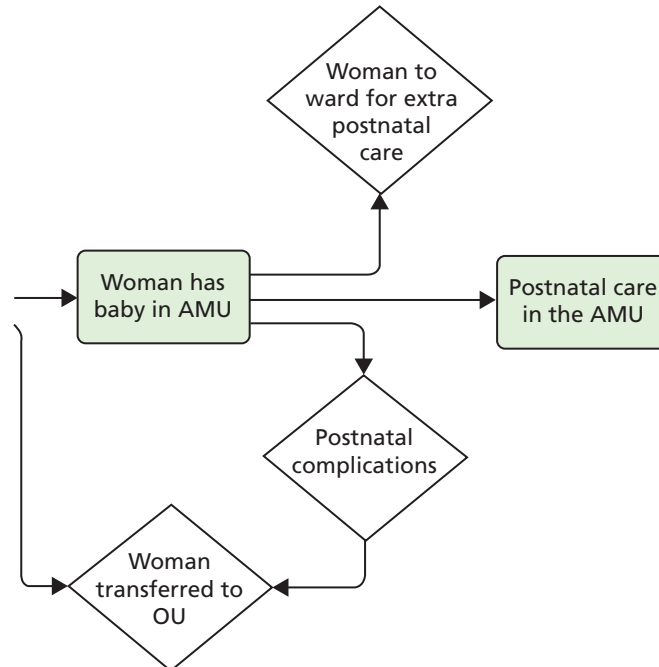 Woman to
ward for extra
postnatal
care
Woman has
baby in AMU
Postnatal care
in the AMU
Postnatal
complications
Woman
transferred to
OU